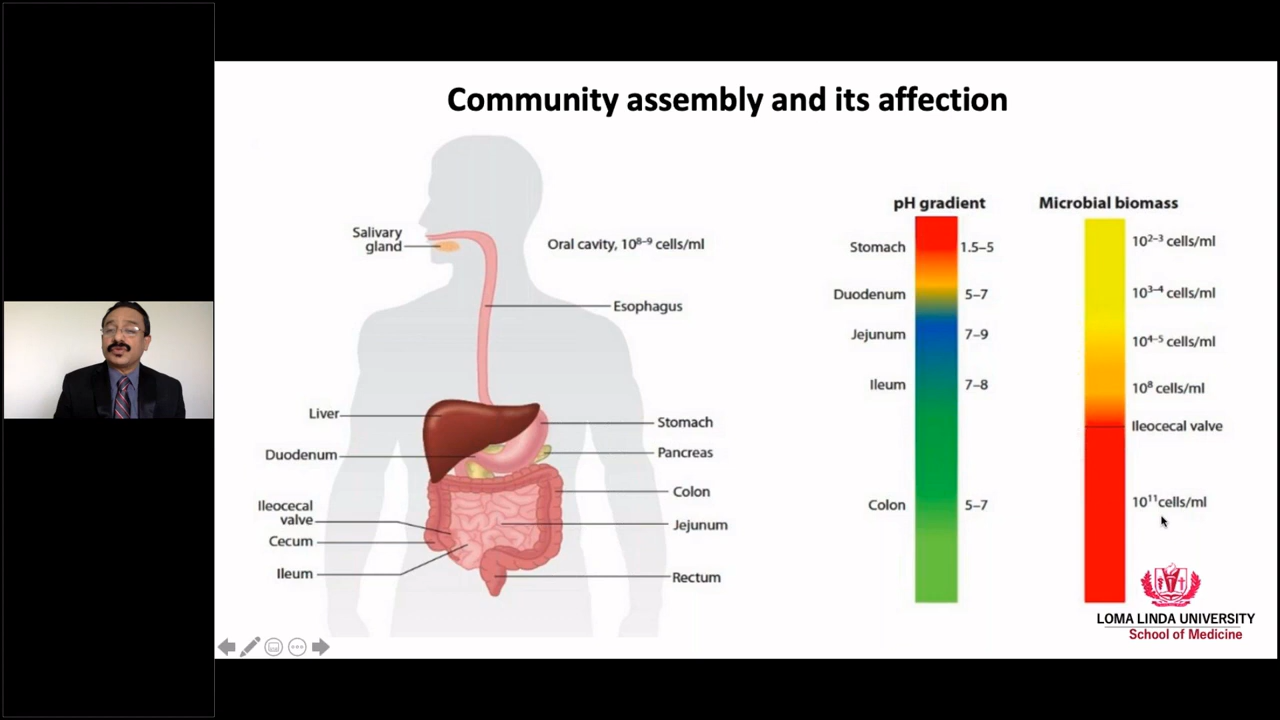 Community assembly and its affection
Salivary
gland
Oral cavity, 10⁸⁻⁹ cells/ml
Esophagus
Liver
Stomach
Duodenum
Pancreas
Colon
Ileocecal
valve
Jejunum
Cecum
Ileum
Rectum
pH gradient
Stomach
1.5–5
Duodenum
5–7
Jejunum
7–9
Ileum
7–8
Colon
5–7
Microbial biomass
10²⁻³ cells/ml
10³⁻⁴ cells/ml
10⁴⁻⁵ cells/ml
10⁸ cells/ml
Ileocecal valve
10¹¹cells/ml
LOMA LINDA UNIVERSITY
School of Medicine